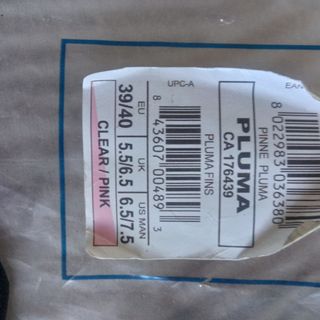 EAN
8 022983 036380
PINNE PLUMA
PLUMA
CA 176439
PLUMA FINS
UPC-A
8 43607 00489 3
EU UK US MAN
39/40 5.5/6.5 6.5/7.5
CLEAR / PINK